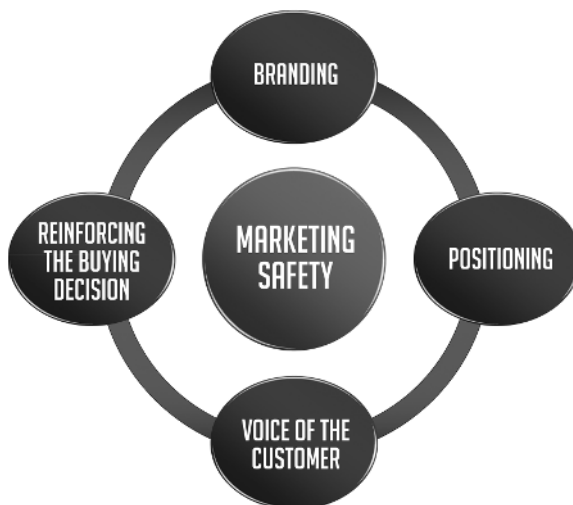 BRANDING
REINFORCING
THE BUYING
DECISION
MARKETING
SAFETY
POSITIONING
VOICE OF THE
CUSTOMER